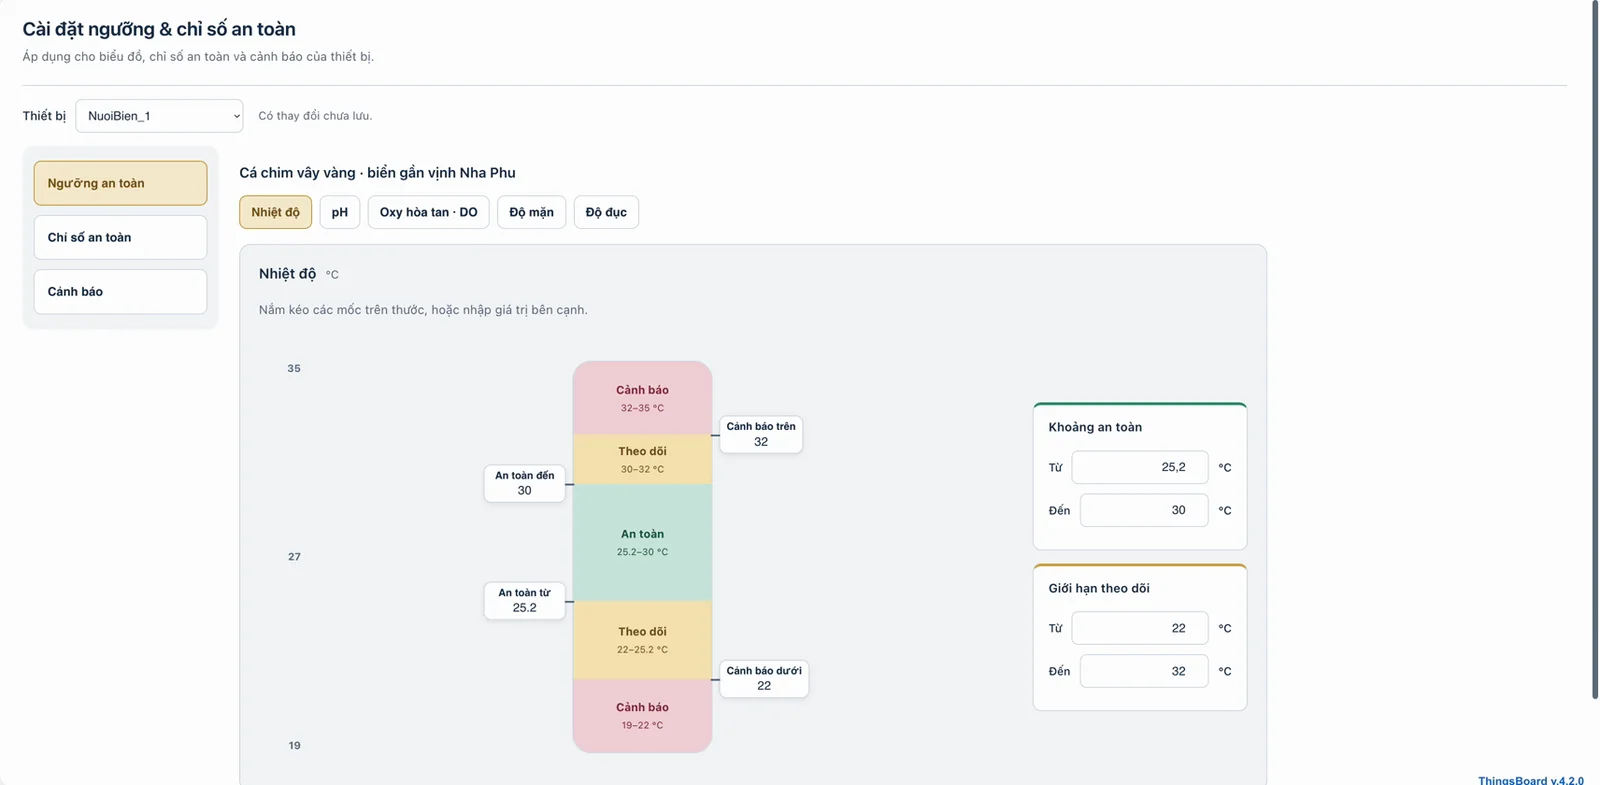 Cài đặt ngưỡng & chỉ số an toàn
Áp dụng cho biểu đồ, chỉ số an toàn và cảnh báo của thiết bị.
Thiết bị
NuoiBien_1
Có thay đổi chưa lưu.
Ngưỡng an toàn
Chỉ số an toàn
Cảnh báo
Cá chim vây vàng · biển gần vịnh Nha Phu
Nhiệt độ
pH
Oxy hòa tan · DO
Độ mặn
Độ đục
Nhiệt độ °C
Nắm kéo các mốc trên thước, hoặc nhập giá trị bên cạnh.
35
27
19
Cảnh báo
32–35 °C
Theo dõi
30–32 °C
An toàn
25.2–30 °C
Theo dõi
22–25.2 °C
Cảnh báo
19–22 °C
An toàn đến
30
An toàn từ
25.2
Cảnh báo trên
32
Cảnh báo dưới
22
Khoảng an toàn
Từ 25,2 °C
Đến 30 °C
Giới hạn theo dõi
Từ 22 °C
Đến 32 °C
ThingsBoard v.4.2.0